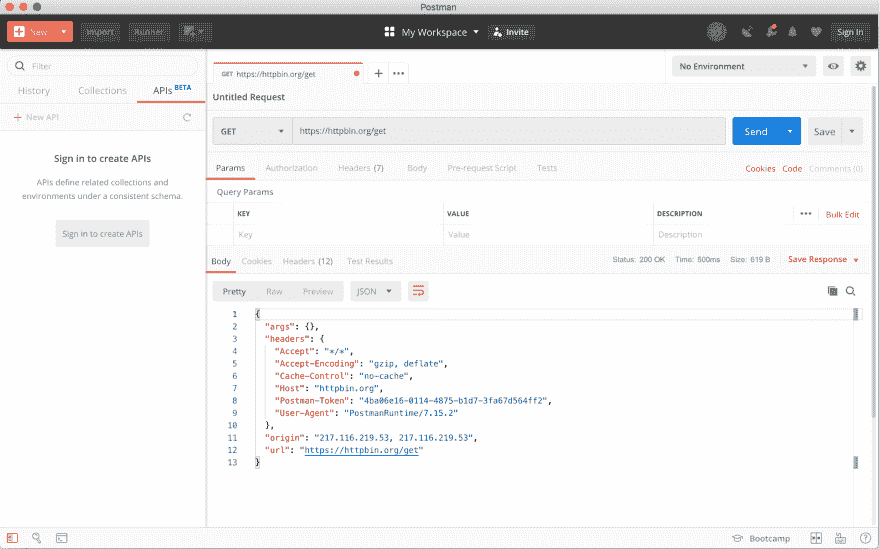 Postman
New
Import
Runner
My Workspace
Invite
Sign In
Filter
History
Collections
APIs BETA
New API
Sign in to create APIs
APIs define related collections and
environments under a consistent schema.
Sign in to create APIs
GET https://httpbin.org/get
No Environment
Untitled Request
GET
https://httpbin.org/get
Send
Save
Params
Authorization
Headers (7)
Body
Pre-request Script
Tests
Cookies
Code
Comments (0)
Query Params
KEY
VALUE
DESCRIPTION
Bulk Edit
Key
Value
Description
Body
Cookies
Headers (12)
Test Results
Status: 200 OK
Time: 600ms
Size: 619 B
Save Response
Pretty
Raw
Preview
JSON
1 {
2 "args": {},
3 "headers": {
4 "Accept": "*/*",
5 "Accept-Encoding": "gzip, deflate",
6 "Cache-Control": "no-cache",
7 "Host": "httpbin.org",
8 "Postman-Token": "4ba06e16-0114-4875-b1d7-3fa67d564ff2",
9 "User-Agent": "PostmanRuntime/7.15.2"
10 },
11 "origin": "217.116.219.53, 217.116.219.53",
12 "url": "https://httpbin.org/get"
13 }
Bootcamp